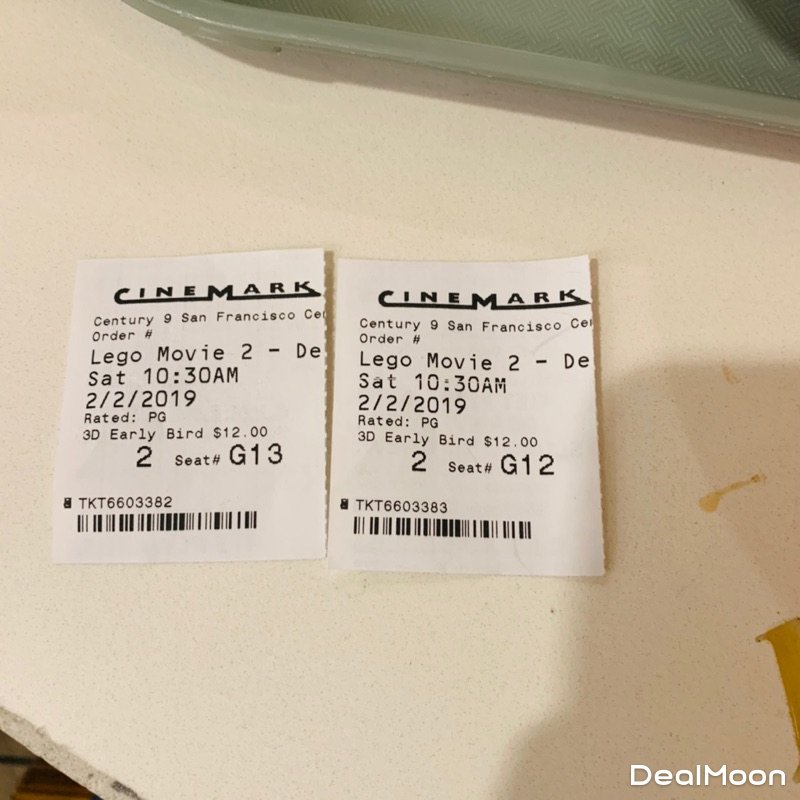 CINEMARK
Century 9 San Francisco Ce
Order #
Lego Movie 2 - De
Sat 10:30AM
2/2/2019
Rated: PG
3D Early Bird $12.00
2 Seat# G13
TKT6603382
CINEMARK
Century 9 San Francisco Ce
Order #
Lego Movie 2 - De
Sat 10:30AM
2/2/2019
Rated: PG
3D Early Bird $12.00
2 Seat# G12
TKT6603383
DealMoon